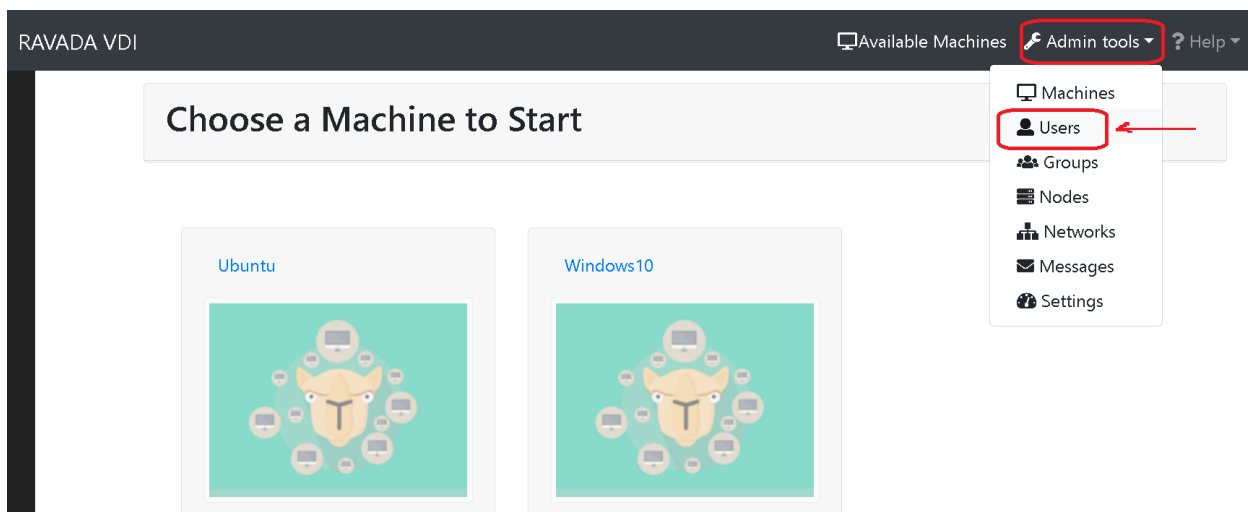 RAVADA VDI
Available Machines
Admin tools
? Help
Machines
Users
Groups
Nodes
Networks
Messages
Settings
Choose a Machine to Start
Ubuntu
Windows10